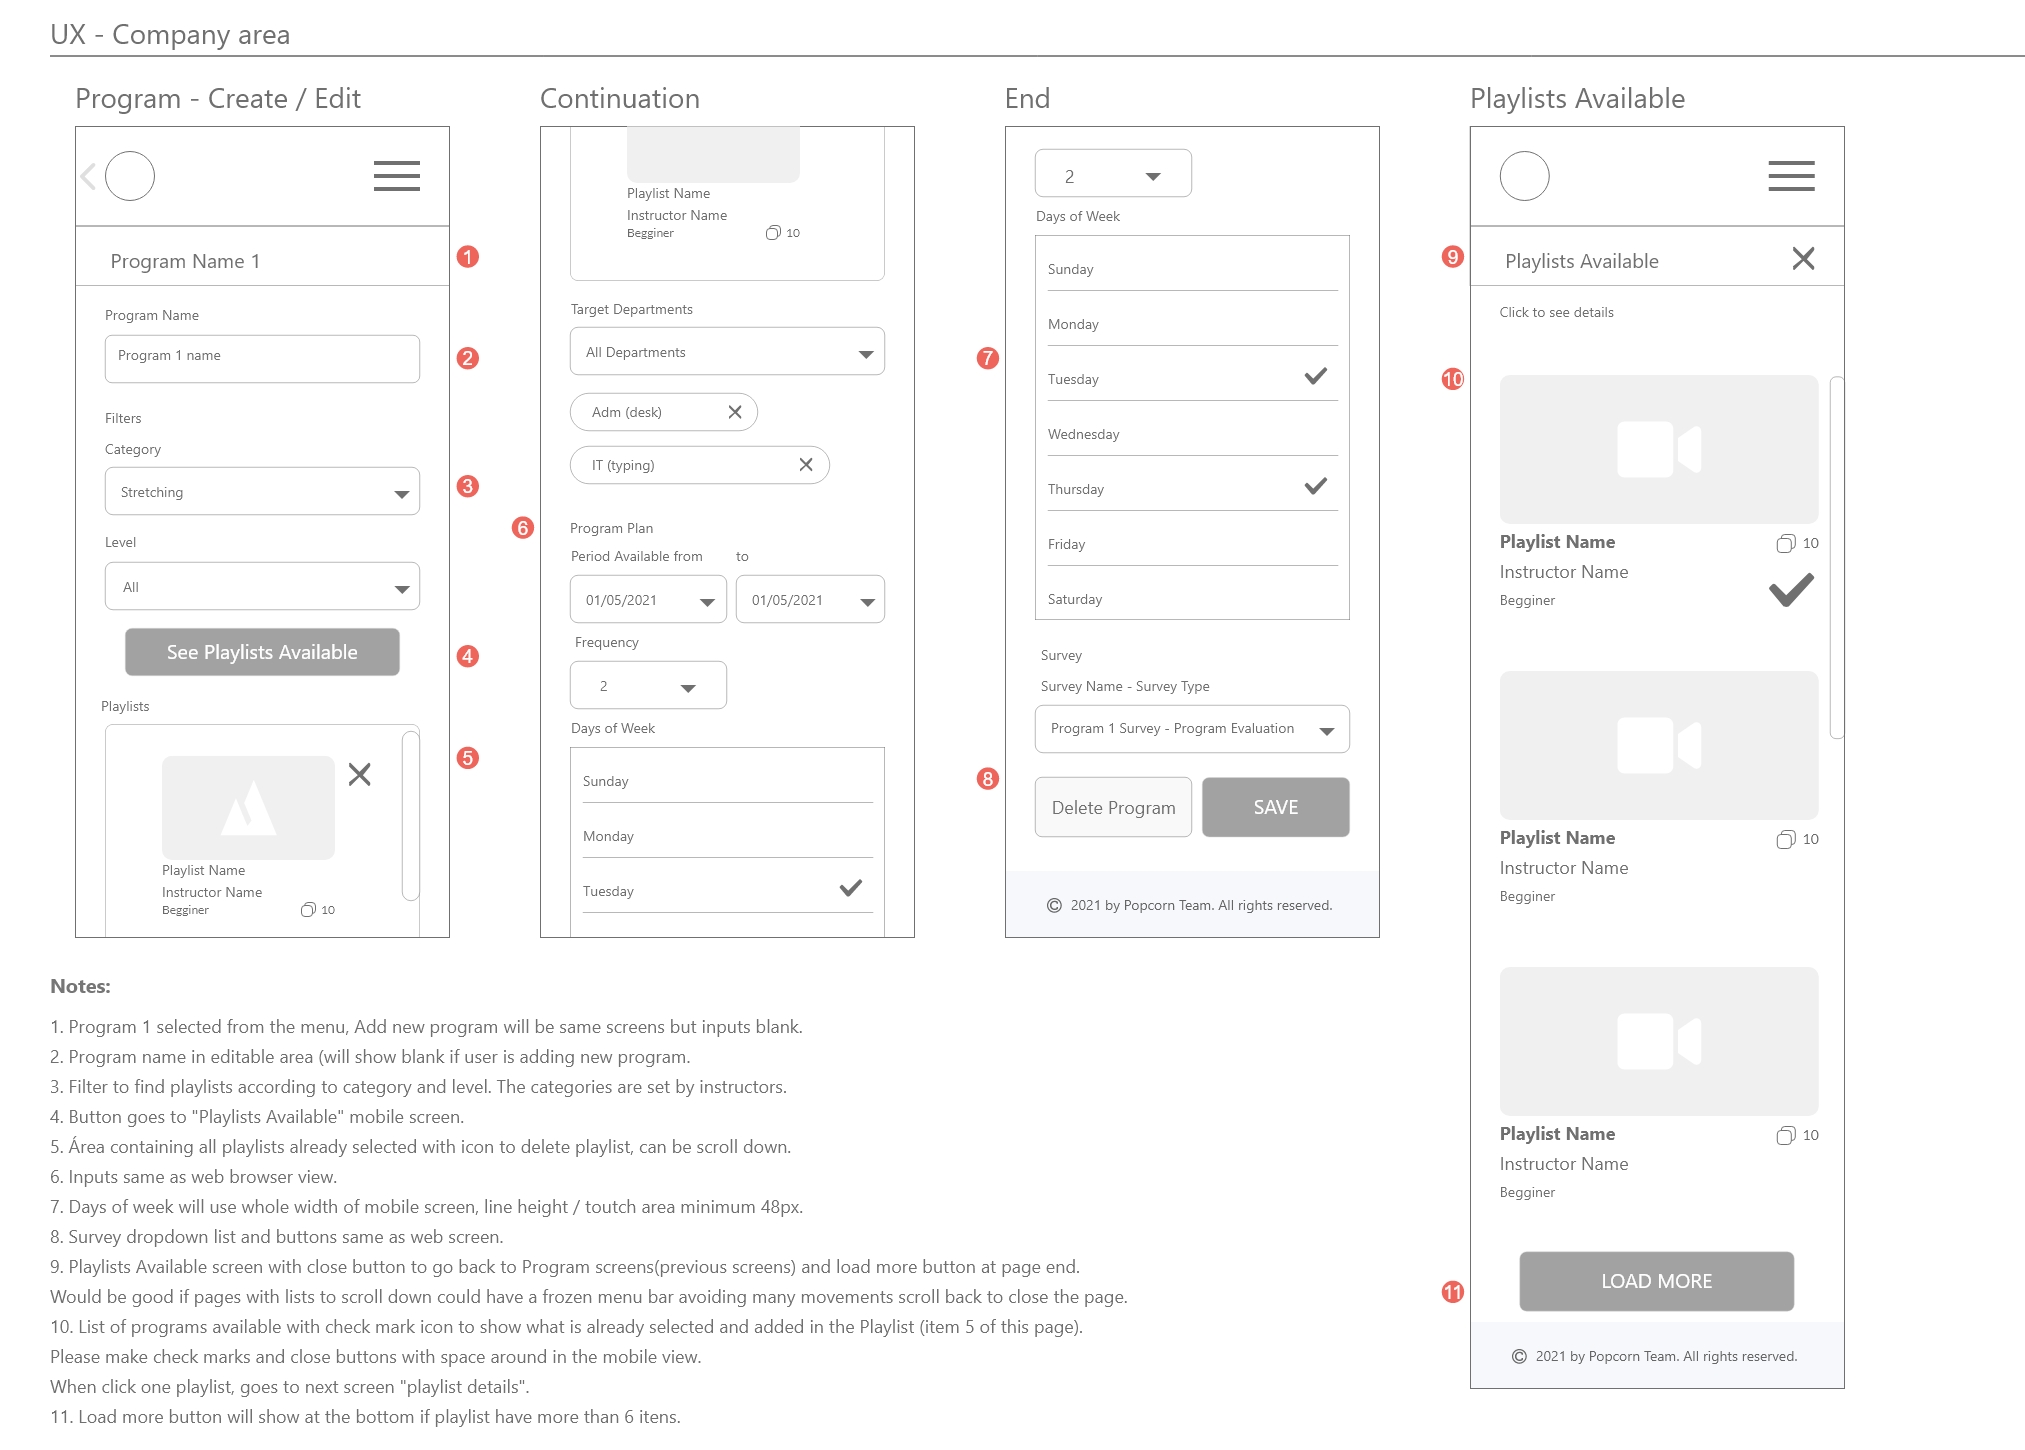 UX - Company area
Program - Create / Edit
1
Program Name 1
Program Name
Program 1 name
2
Filters
Category
Stretching
3
Level
All
See Playlists Available
4
Playlists
5
Playlist Name
Instructor Name
Begginer
10
Continuation
Playlist Name
Instructor Name
Begginer
10
Target Departments
All Departments
Adm (desk)
IT (typing)
6
Program Plan
Period Available from
to
01/05/2021
01/05/2021
Frequency
2
Days of Week
Sunday
Monday
Tuesday
End
2
Days of Week
Sunday
Monday
7
Tuesday
Wednesday
Thursday
Friday
Saturday
Survey
Survey Name - Survey Type
Program 1 Survey - Program Evaluation
8
Delete Program
SAVE
© 2021 by Popcorn Team. All rights reserved.
Playlists Available
9
Playlists Available
Click to see details
10
Playlist Name
10
Instructor Name
Begginer
Playlist Name
10
Instructor Name
Begginer
Playlist Name
10
Instructor Name
Begginer
LOAD MORE
11
© 2021 by Popcorn Team. All rights reserved.
Notes:
1. Program 1 selected from the menu, Add new program will be same screens but inputs blank.
2. Program name in editable area (will show blank if user is adding new program.
3. Filter to find playlists according to category and level. The categories are set by instructors.
4. Button goes to "Playlists Available" mobile screen.
5. Área containing all playlists already selected with icon to delete playlist, can be scroll down.
6. Inputs same as web browser view.
7. Days of week will use whole width of mobile screen, line height / toutch area minimum 48px.
8. Survey dropdown list and buttons same as web screen.
9. Playlists Available screen with close button to go back to Program screens(previous screens) and load more button at page end.
Would be good if pages with lists to scroll down could have a frozen menu bar avoiding many movements scroll back to close the page.
10. List of programs available with check mark icon to show what is already selected and added in the Playlist (item 5 of this page).
Please make check marks and close buttons with space around in the mobile view.
When click one playlist, goes to next screen "playlist details".
11. Load more button will show at the bottom if playlist have more than 6 itens.